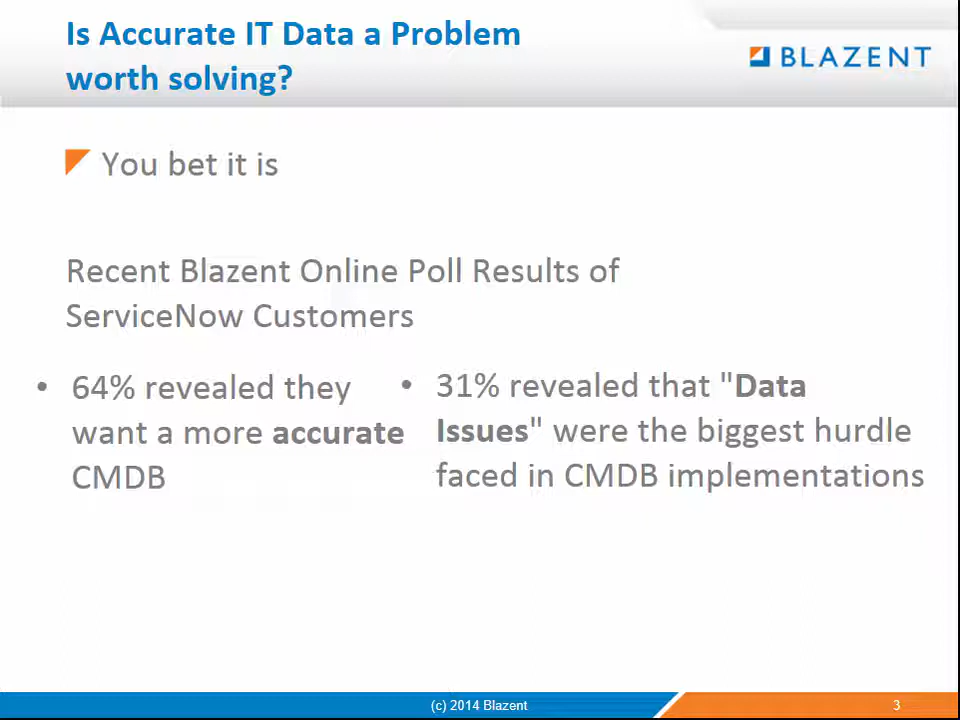 Is Accurate IT Data a Problem
worth solving?
BLAZENT
You bet it is
Recent Blazent Online Poll Results of
ServiceNow Customers
• 64% revealed they
want a more accurate
CMDB
• 31% revealed that "Data
Issues" were the biggest hurdle
faced in CMDB implementations
(c) 2014 Blazent
3